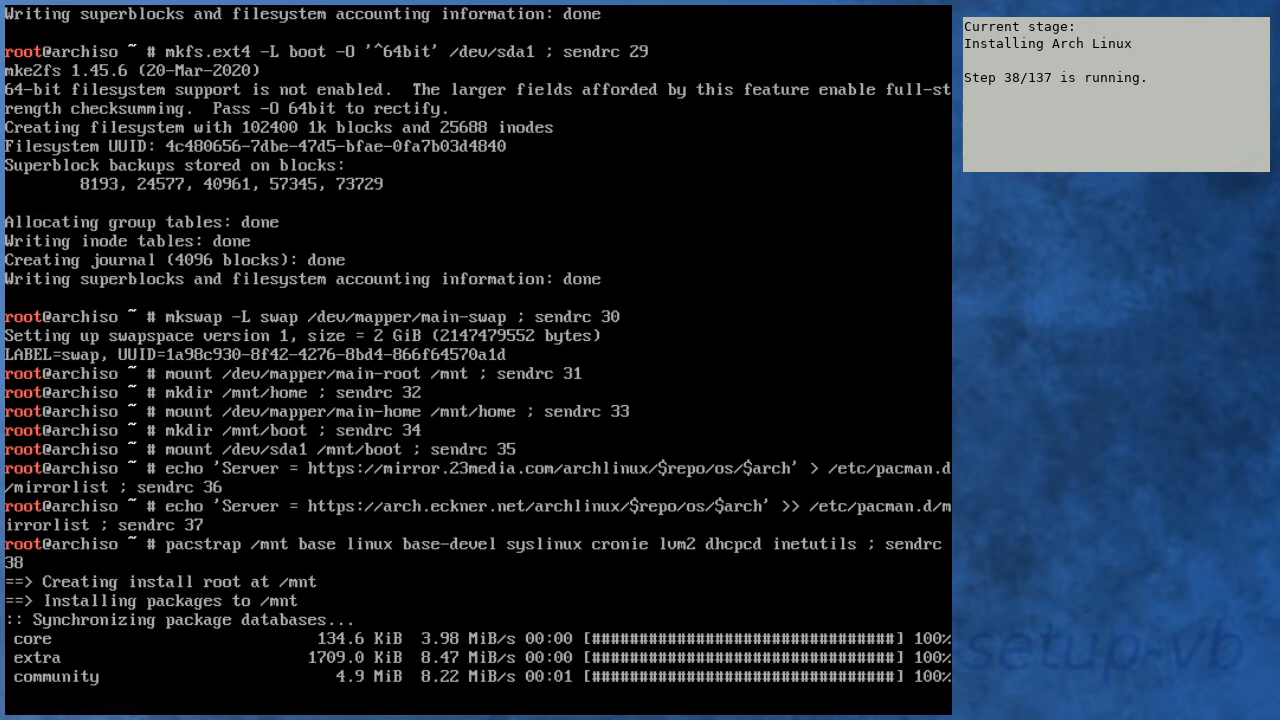 Writing superblocks and filesystem accounting information: done
root@archiso ~ # mkfs.ext4 -L boot -O '^64bit' /dev/sda1 ; sendrc 29
mke2fs 1.45.6 (20-Mar-2020)
64-bit filesystem support is not enabled.  The larger fields afforded by this feature enable full-st
rength checksumming.  Pass -O 64bit to rectify.
Creating filesystem with 102400 1k blocks and 25688 inodes
Filesystem UUID: 4c480656-7dbe-47d5-bfae-0fa7b03d4840
Superblock backups stored on blocks:
        8193, 24577, 40961, 57345, 73729
Allocating group tables: done
Writing inode tables: done
Creating journal (4096 blocks): done
Writing superblocks and filesystem accounting information: done
root@archiso ~ # mkswap -L swap /dev/mapper/main-swap ; sendrc 30
Setting up swapspace version 1, size = 2 GiB (2147479552 bytes)
LABEL=swap, UUID=1a98c930-8f42-4276-8bd4-866f64570a1d
root@archiso ~ # mount /dev/mapper/main-root /mnt ; sendrc 31
root@archiso ~ # mkdir /mnt/home ; sendrc 32
root@archiso ~ # mount /dev/mapper/main-home /mnt/home ; sendrc 33
root@archiso ~ # mkdir /mnt/boot ; sendrc 34
root@archiso ~ # mount /dev/sda1 /mnt/boot ; sendrc 35
root@archiso ~ # echo 'Server = https://mirror.23media.com/archlinux/$repo/os/$arch' > /etc/pacman.d
/mirrorlist ; sendrc 36
root@archiso ~ # echo 'Server = https://arch.eckner.net/archlinux/$repo/os/$arch' >> /etc/pacman.d/m
irrorlist ; sendrc 37
root@archiso ~ # pacstrap /mnt base linux base-devel syslinux cronie lvm2 dhcpcd inetutils ; sendrc
38
==> Creating install root at /mnt
==> Installing packages to /mnt
:: Synchronizing package databases...
 core                            134.6 KiB  3.98 MiB/s 00:00 [################################] 100%
 extra                          1709.0 KiB  8.47 MiB/s 00:00 [################################] 100%
 community                         4.9 MiB  8.22 MiB/s 00:01 [################################] 100%
Current stage:
Installing Arch Linux
Step 38/137 is running.
setup-vb